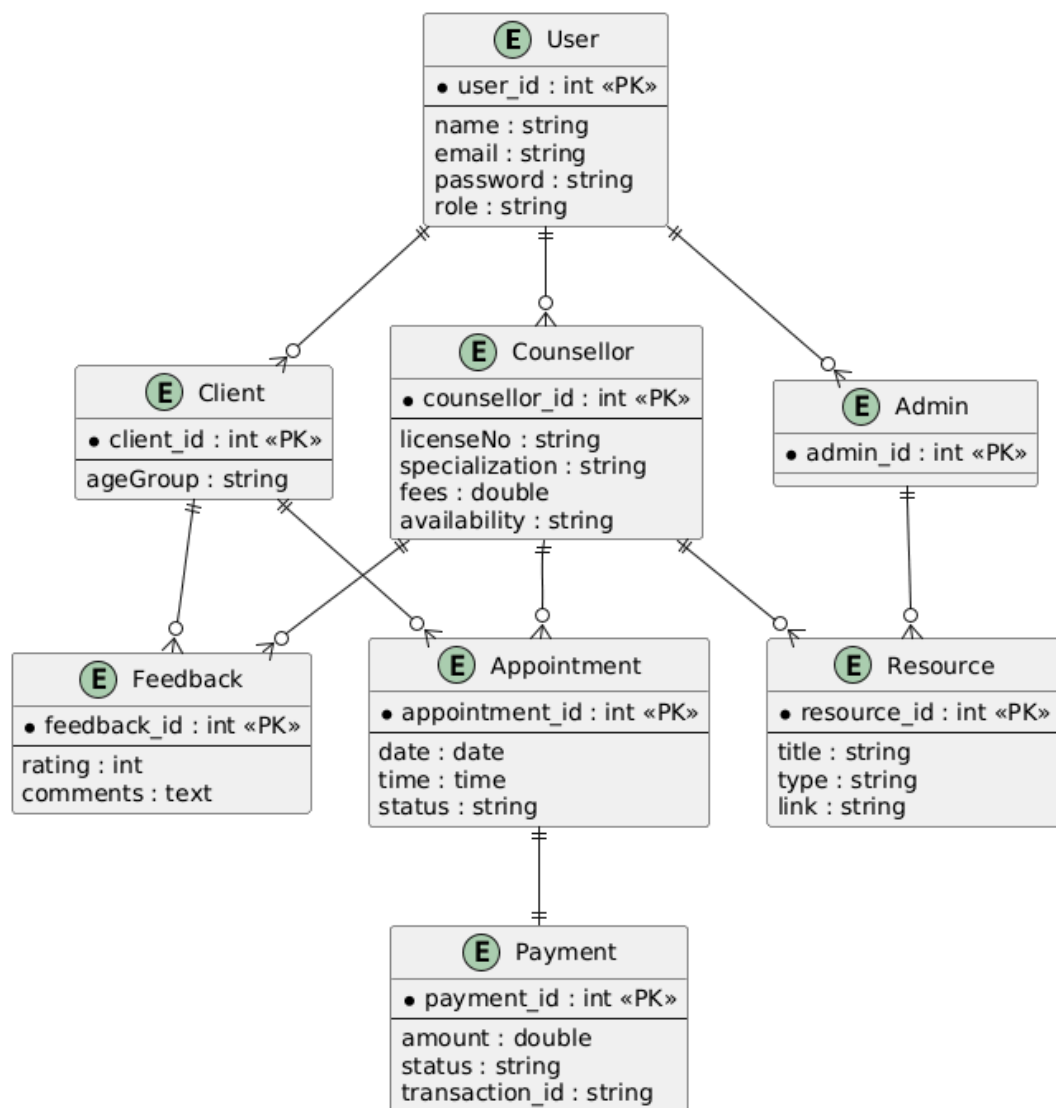 E User
• user_id : int «PK»
name : string
email : string
password : string
role : string
E Client
• client_id : int «PK»
ageGroup : string
E Counsellor
• counsellor_id : int «PK»
licenseNo : string
specialization : string
fees : double
availability : string
E Admin
• admin_id : int «PK»
E Feedback
• feedback_id : int «PK»
rating : int
comments : text
E Appointment
• appointment_id : int «PK»
date : date
time : time
status : string
E Resource
• resource_id : int «PK»
title : string
type : string
link : string
E Payment
• payment_id : int «PK»
amount : double
status : string
transaction_id : string